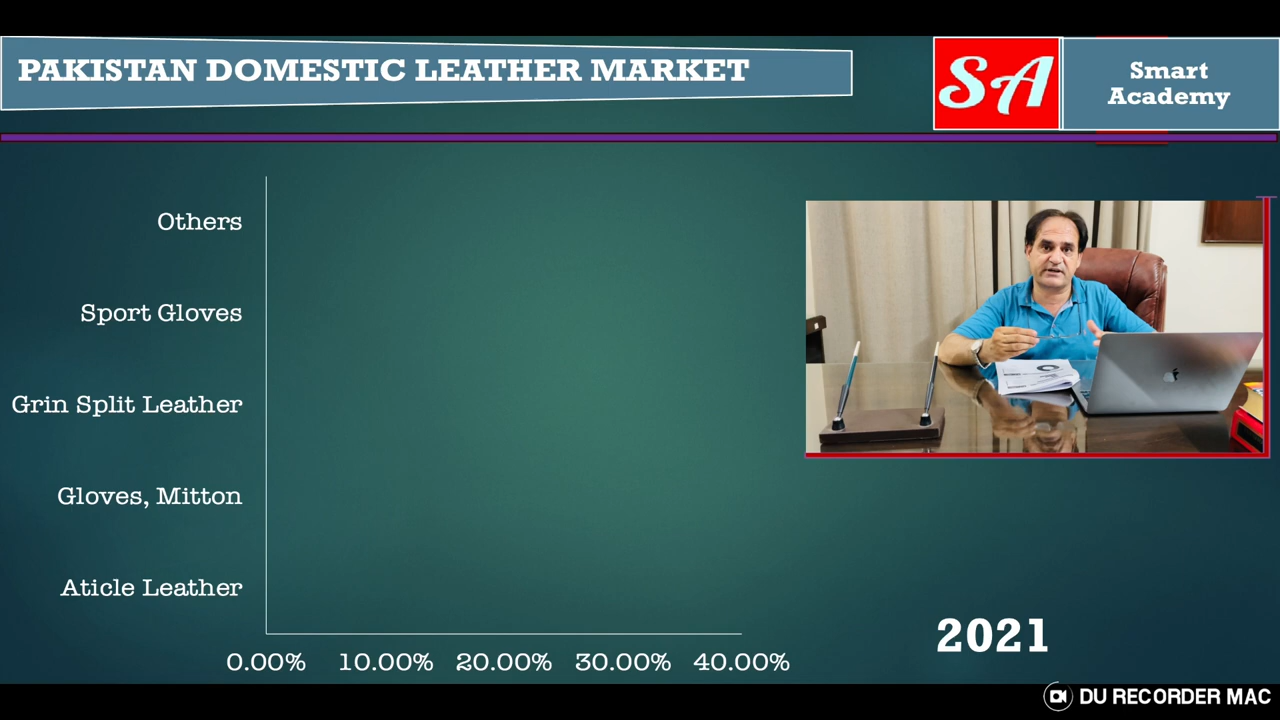 PAKISTAN DOMESTIC LEATHER MARKET
SA
Smart
Academy
Others
Sport Gloves
Grin Split Leather
Gloves, Mitton
Aticle Leather
0.00% 10.00% 20.00% 30.00% 40.00%
2021
DU RECORDER MAC